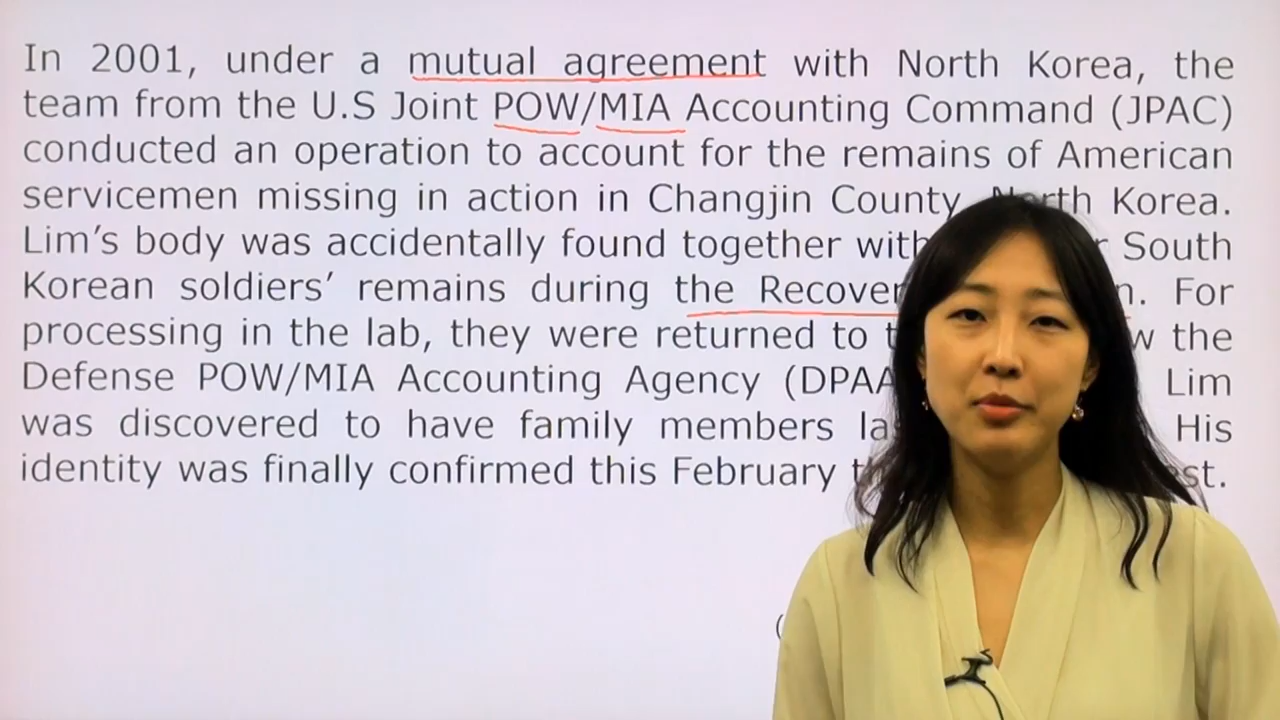 In 2001, under a mutual agreement with North Korea, the
team from the U.S Joint POW/MIA Accounting Command (JPAC)
conducted an operation to account for the remains of American
servicemen missing in action in Changjin County, North Korea.
Lim's body was accidentally found together with South
Korean soldiers' remains during the Recover n. For
processing in the lab, they were returned to the
Defense POW/MIA Accounting Agency (DPAA Lim
was discovered to have family members His
identity was finally confirmed this February